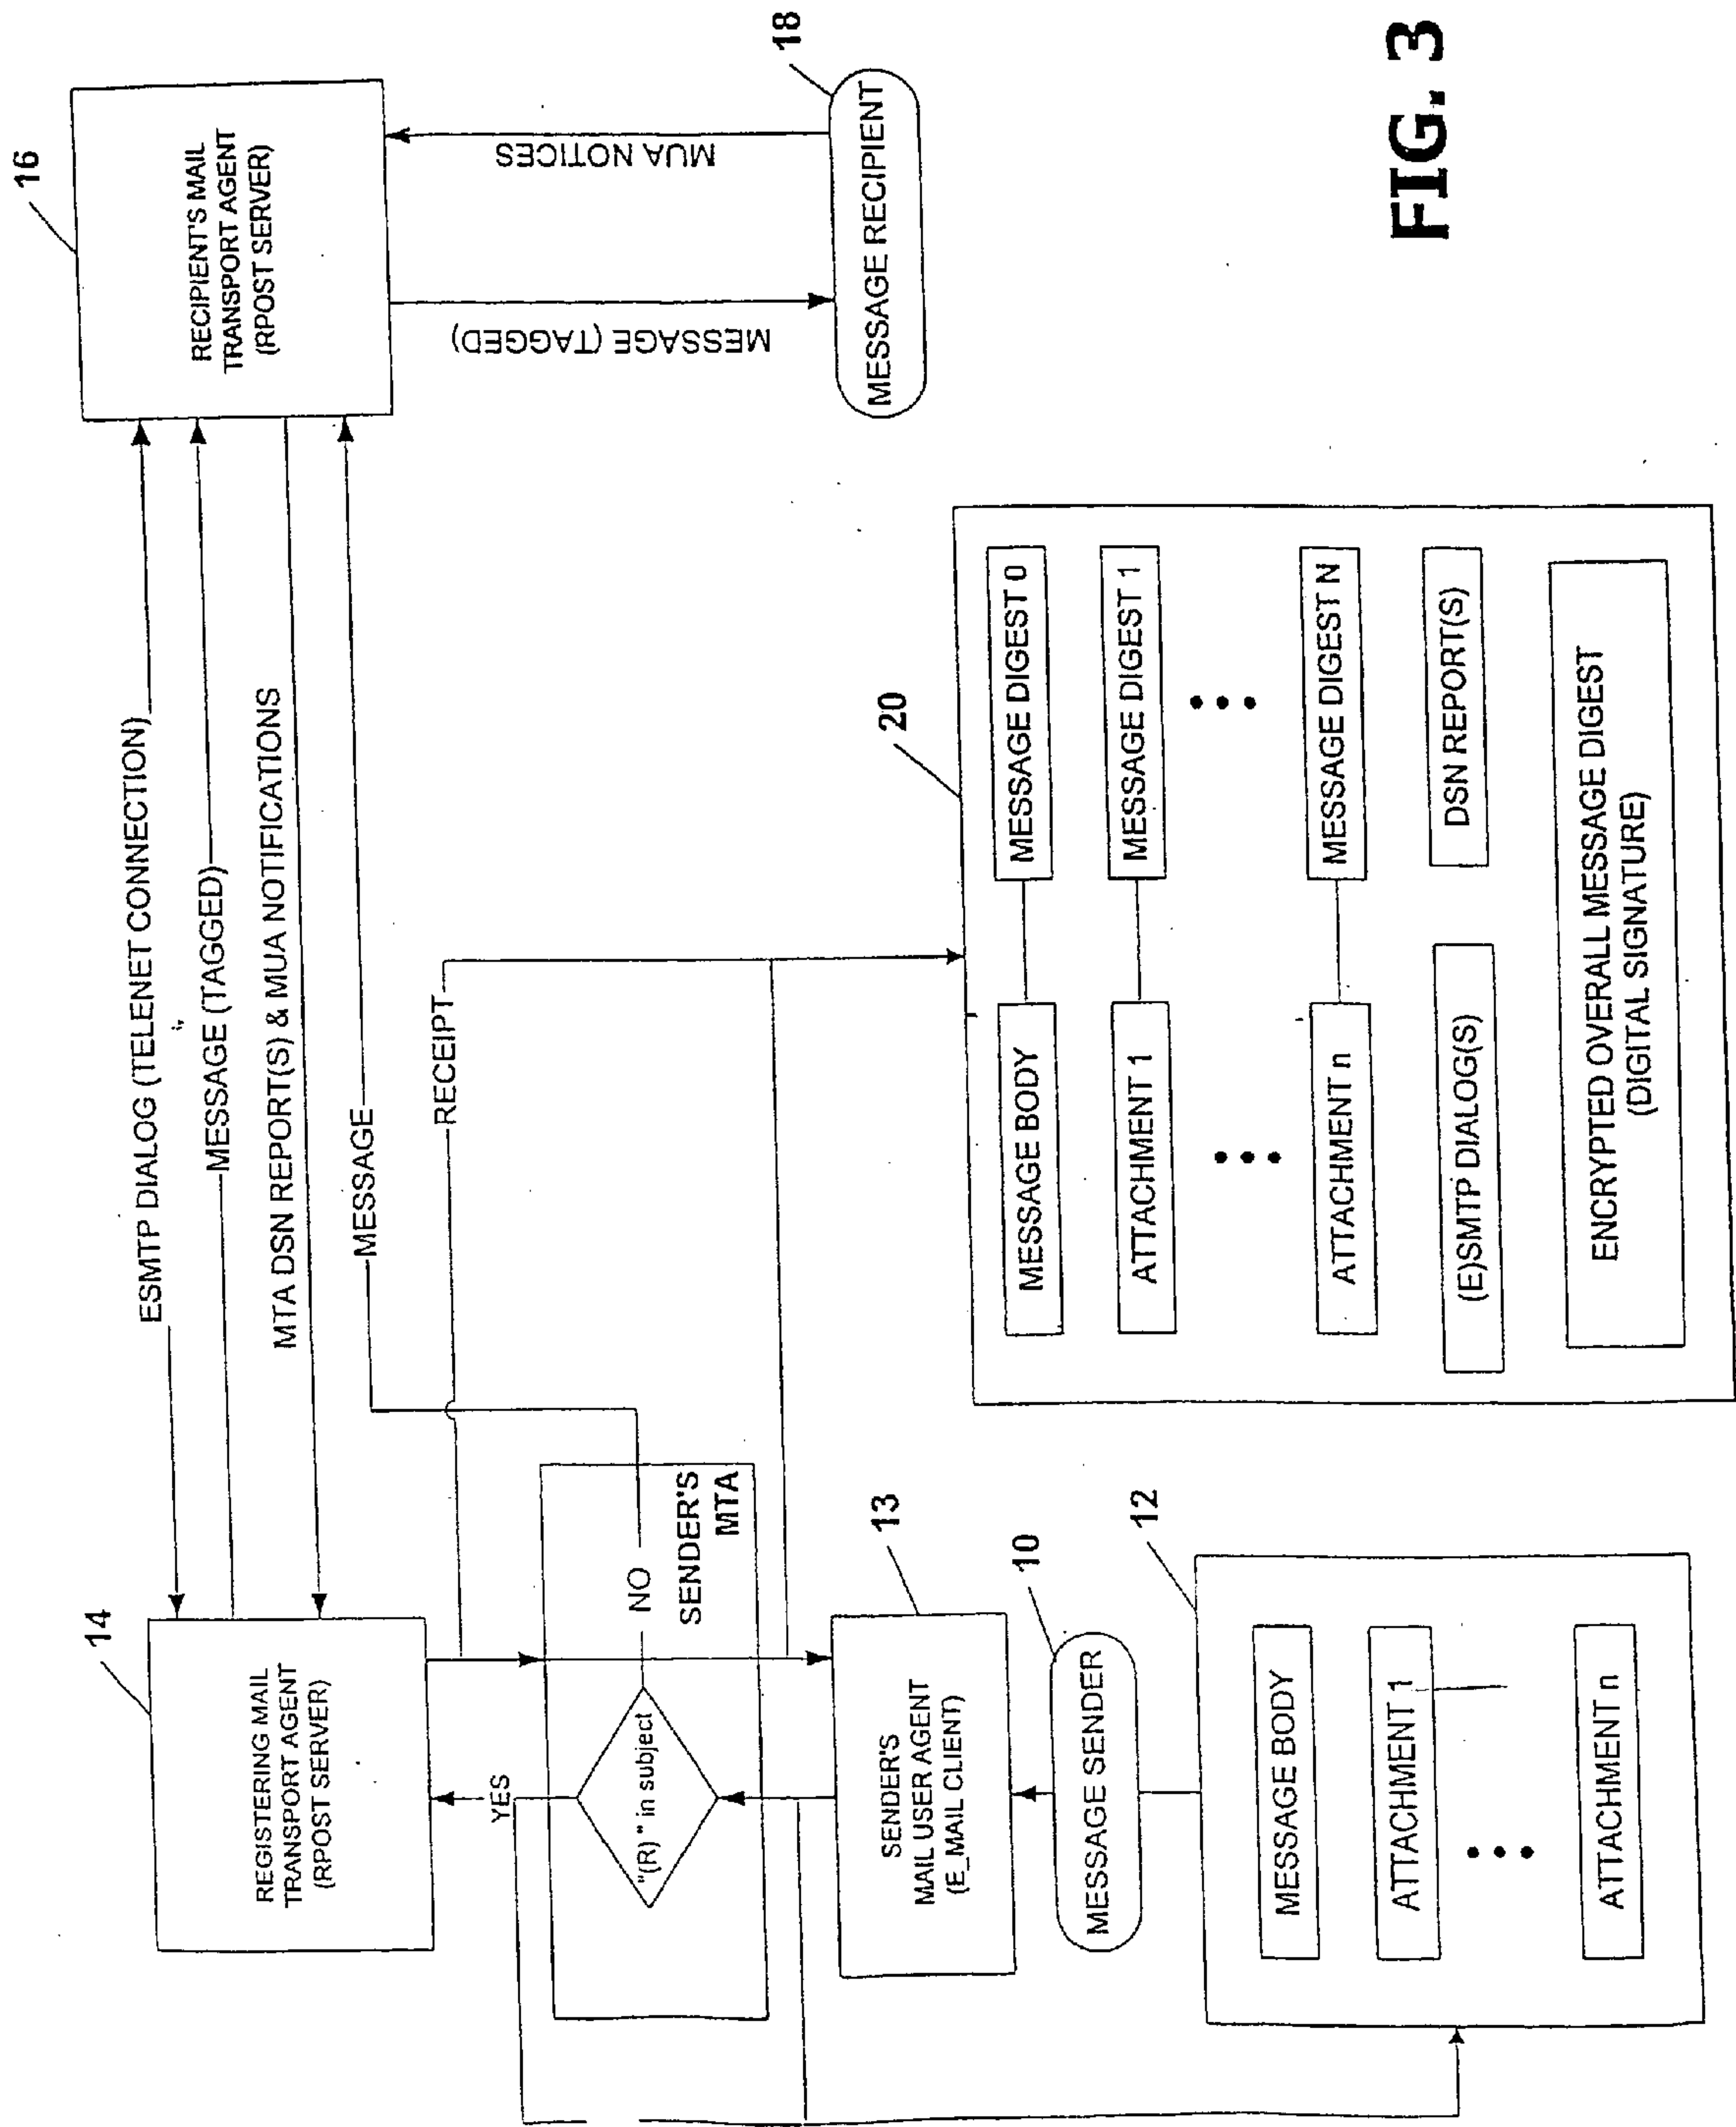 14
REGISTERING MAIL
TRANSPORT AGENT
(RPOST SERVER)
ESMTP DIALOG (TELENET CONNECTION)
MESSAGE (TAGGED)
MTA DSN REPORT(S) & MUA NOTIFICATIONS
MESSAGE
RECEIPT
16
RECIPIENT'S MAIL
TRANSPORT AGENT
(RPOST SERVER)
YES
"(R) " in subject
NO
SENDER'S
MTA
MESSAGE (TAGGED)
MUA NOTICES
13
SENDER'S
MAIL USER AGENT
(E_MAIL CLIENT)
18
MESSAGE RECIPIENT
10
MESSAGE SENDER
12
MESSAGE BODY
ATTACHMENT 1
ATTACHMENT n
20
MESSAGE BODY
MESSAGE DIGEST 0
ATTACHMENT 1
MESSAGE DIGEST 1
ATTACHMENT n
MESSAGE DIGEST N
(E)SMTP DIALOG(S)
DSN REPORT(S)
ENCRYPTED OVERALL MESSAGE DIGEST
(DIGITAL SIGNATURE)
FIG. 3